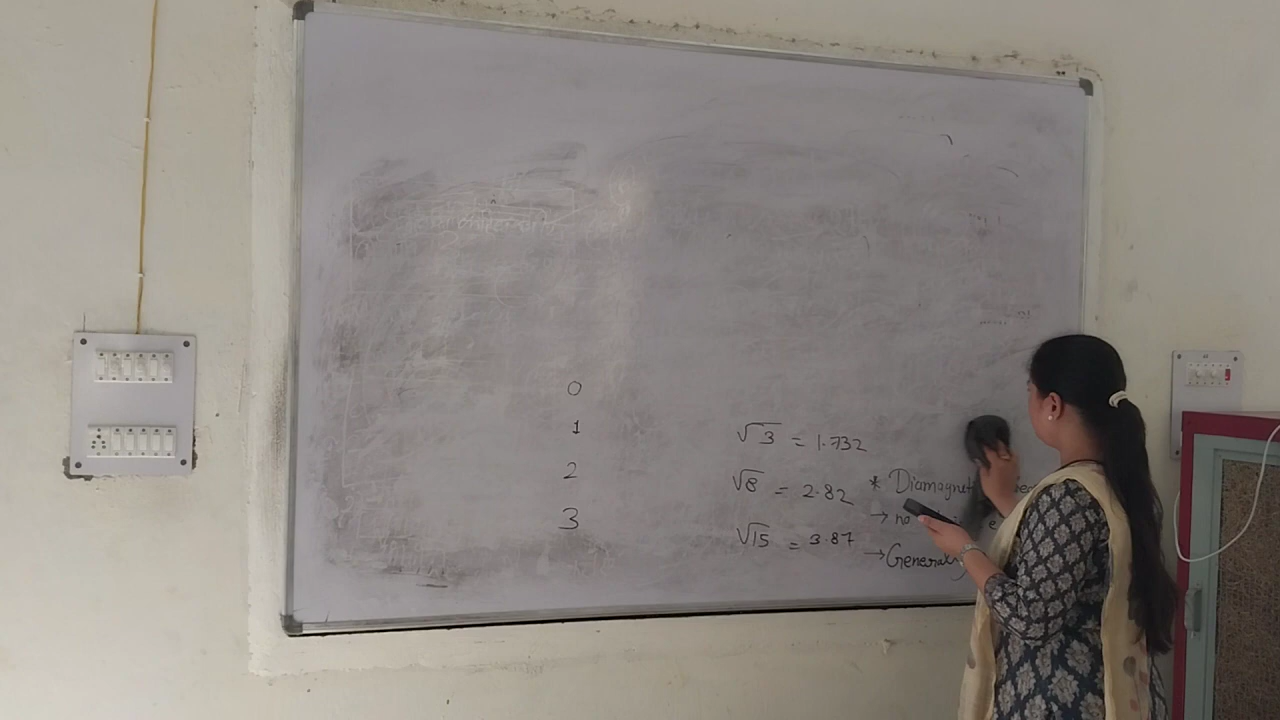 0
1
2
3
√3 = 1.732
√8 = 2.82
√15 = 3.87
* Diamagnet
→ no
→ General